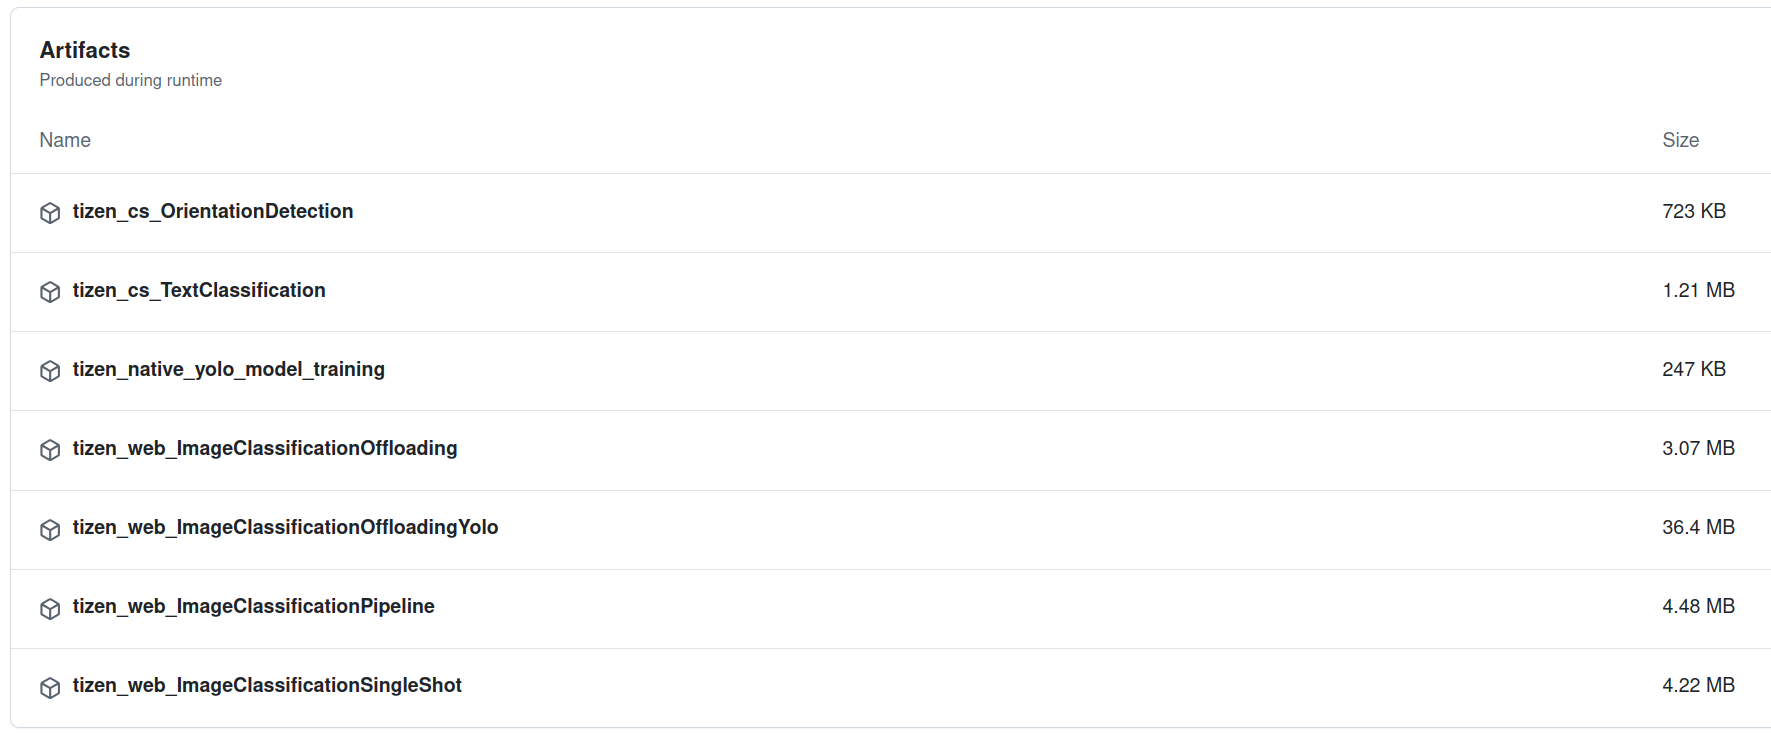 Artifacts
Produced during runtime
Name Size
tizen_cs_OrientationDetection 723 KB
tizen_cs_TextClassification 1.21 MB
tizen_native_yolo_model_training 247 KB
tizen_web_ImageClassificationOffloading 3.07 MB
tizen_web_ImageClassificationOffloadingYolo 36.4 MB
tizen_web_ImageClassificationPipeline 4.48 MB
tizen_web_ImageClassificationSingleShot 4.22 MB